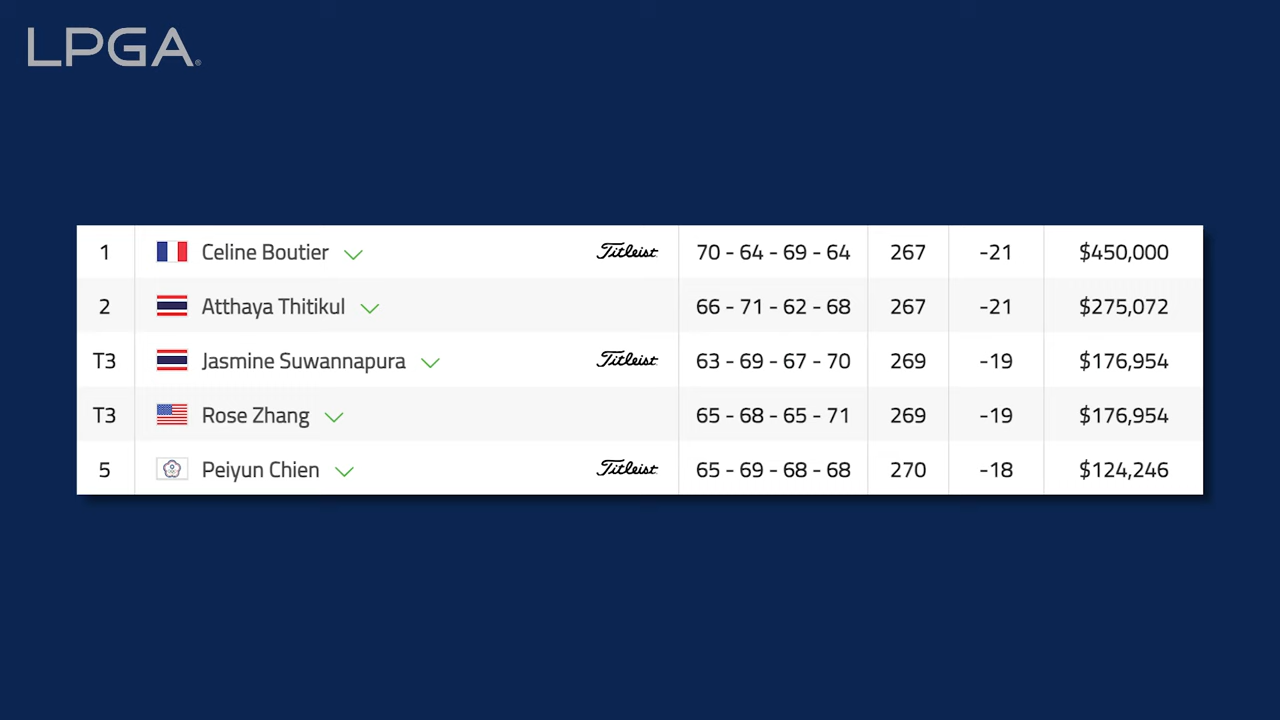 LPGA®
1 Celine Boutier Titleist 70 - 64 - 69 - 64 267 -21 $450,000
2 Atthaya Thitikul 66 - 71 - 62 - 68 267 -21 $275,072
T3 Jasmine Suwannapura Titleist 63 - 69 - 67 - 70 269 -19 $176,954
T3 Rose Zhang 65 - 68 - 65 - 71 269 -19 $176,954
5 Peiyun Chien Titleist 65 - 69 - 68 - 68 270 -18 $124,246